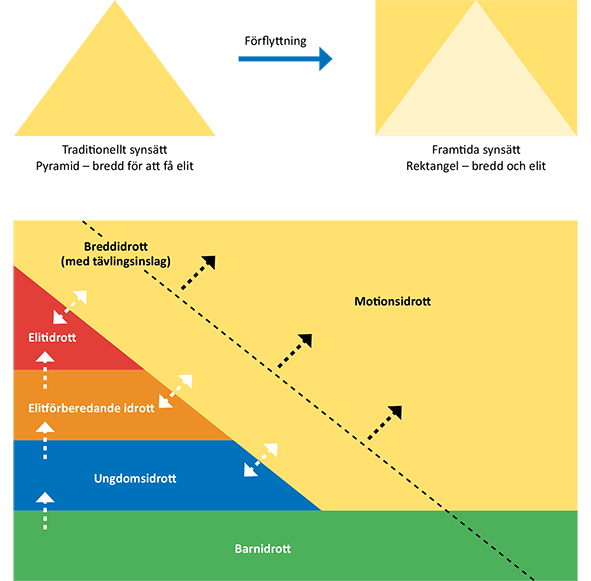 Förflyttning
Traditionellt synsätt
Pyramid – bredd för att få elit
Framtida synsätt
Rektangel – bredd och elit
Breddidrott
(med tävlingsinslag)
Motionsidrott
Elitidrott
Elitförberedande idrott
Ungdomsidrott
Barnidrott